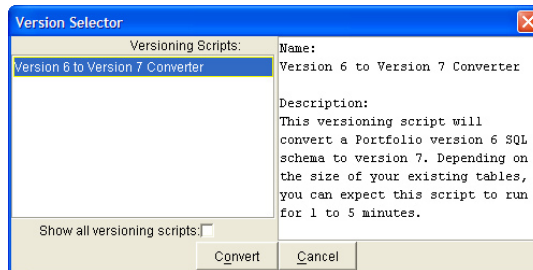 Version Selector
Versioning Scripts:
Version 6 to Version 7 Converter
Show all versioning scripts:
Name:
Version 6 to Version 7 Converter
Description:
This versioning script will
convert a Portfolio version 6 SQL
schema to version 7. Depending on
the size of your existing tables,
you can expect this script to run
for 1 to 5 minutes.
Convert
Cancel